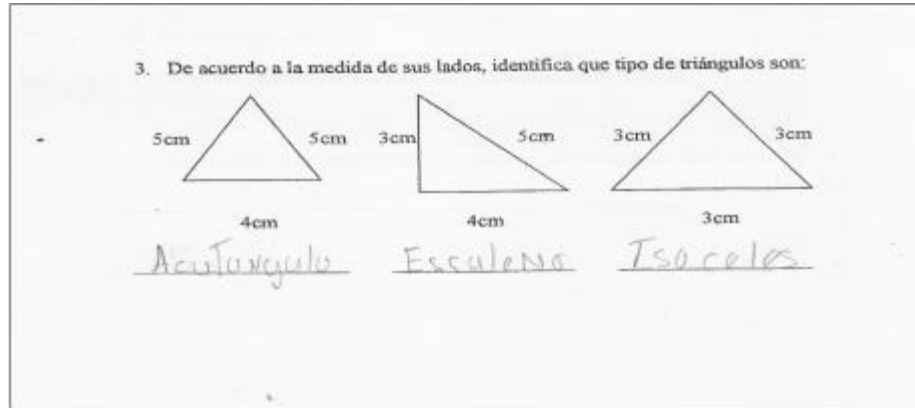 3. De acuerdo a la medida de sus lados, identifica que tipo de triángulos son:
5cm 5cm 3cm 5cm 3cm 3cm
4cm 4cm 3cm
Acutangulo Escaleno Isoceles